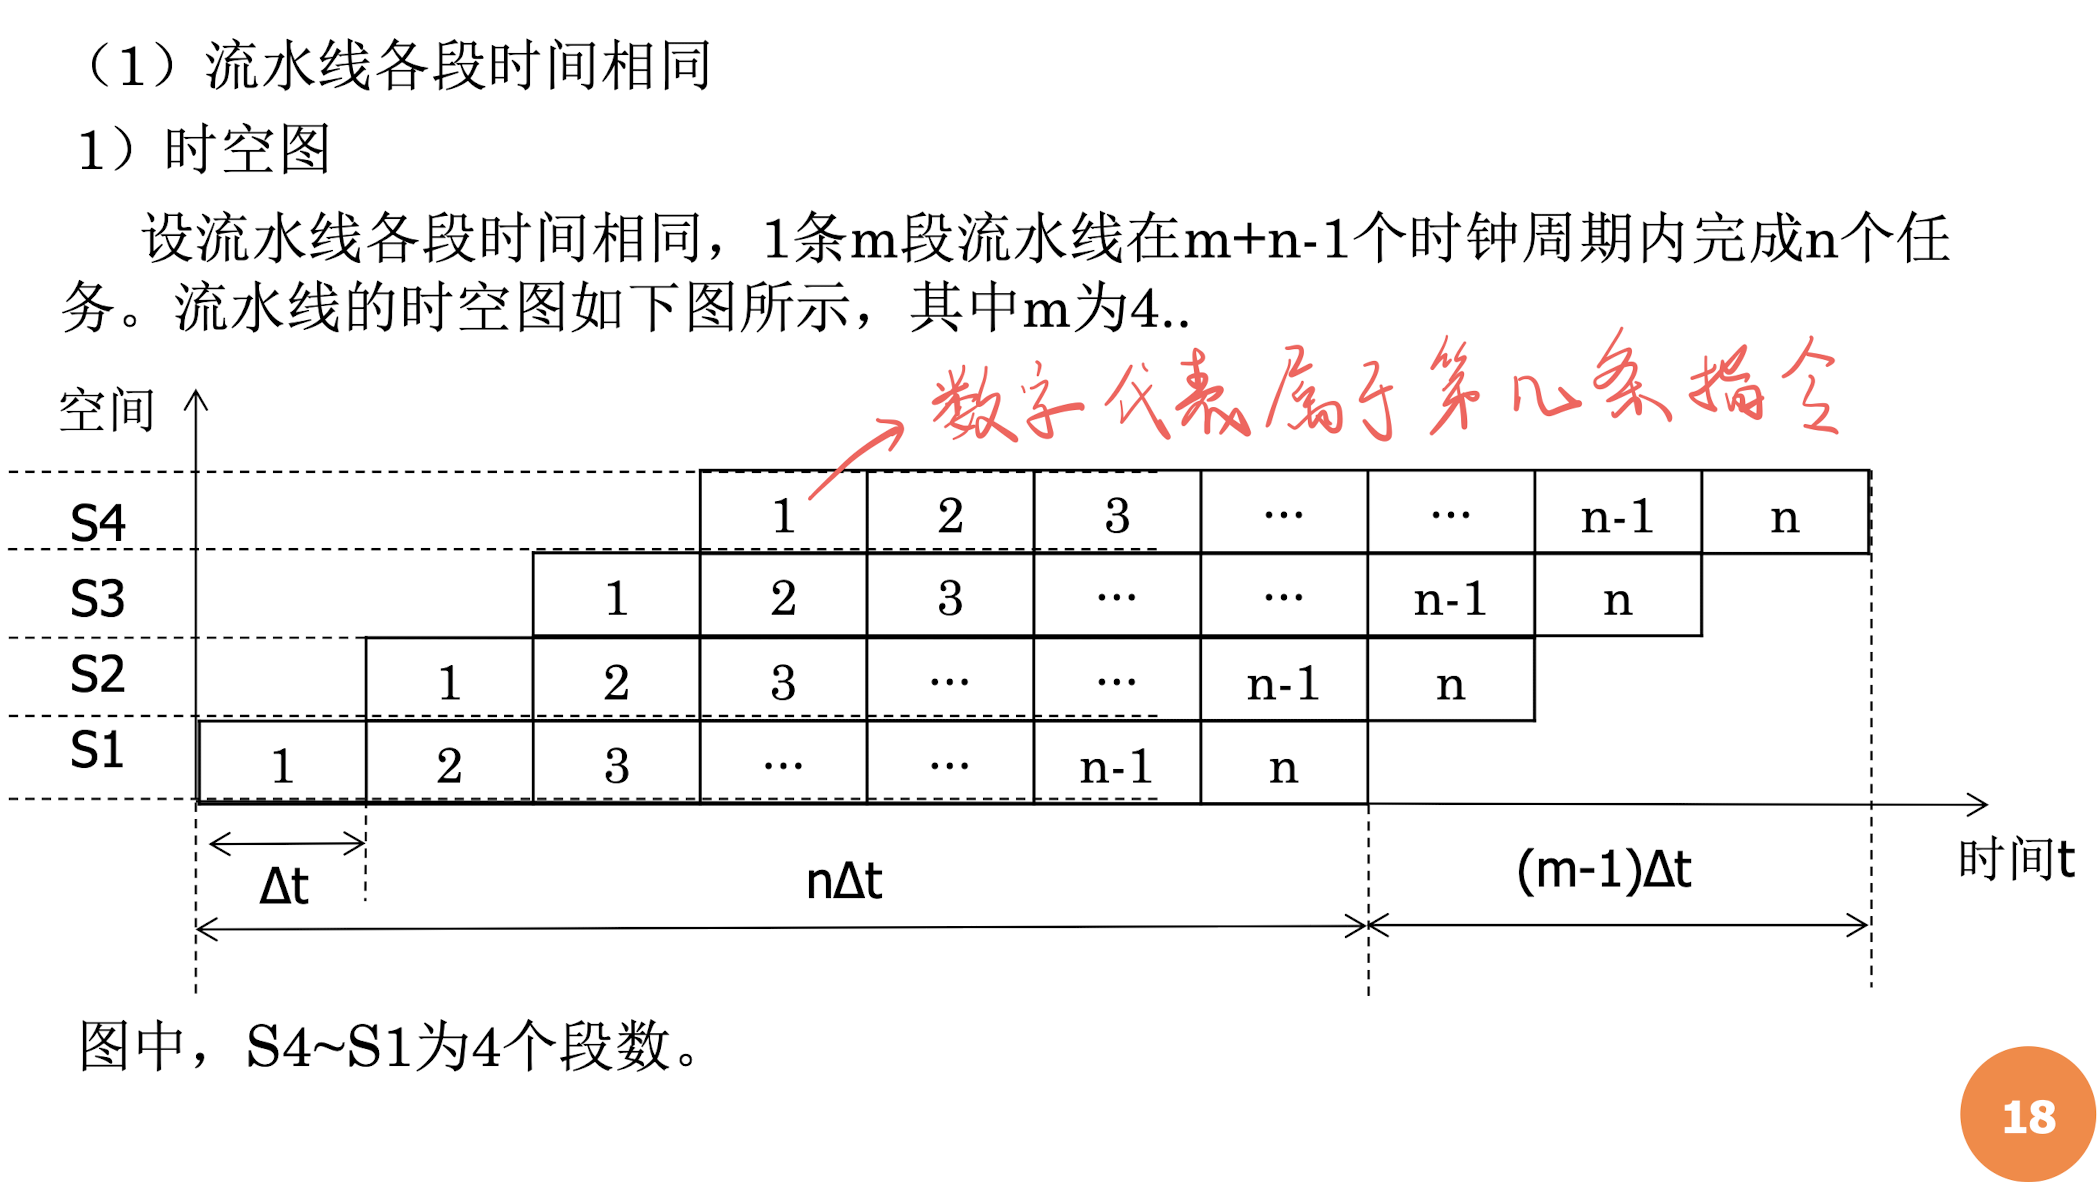 （1）流水线各段时间相同
1）时空图
设流水线各段时间相同，1条m段流水线在m+n-1个时钟周期内完成n个任
务。流水线的时空图如下图所示，其中m为4..
数字代表属于第几条指令
空间
S4 1 2 3 … … n-1 n
S3 1 2 3 … … n-1 n
S2 1 2 3 … … n-1 n
S1 1 2 3 … … n-1 n
时间t
Δt nΔt (m-1)Δt
图中，S4~S1为4个段数。
18